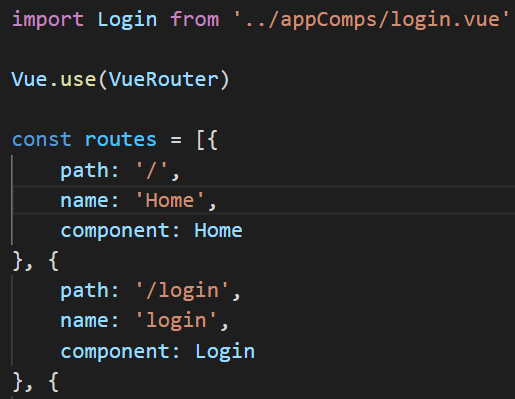 import Login from '../appComps/login.vue'
Vue.use(VueRouter)
const routes = [{
path: '/',
name: 'Home',
component: Home
}, {
path: '/login',
name: 'login',
component: Login
}, {